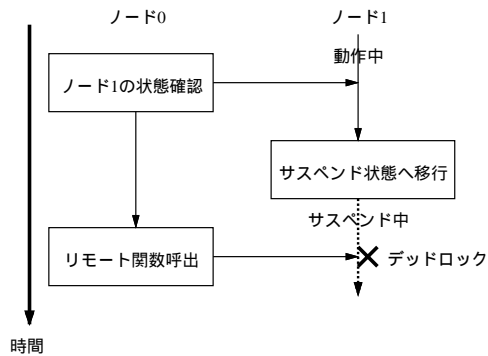 ノード0
ノード1
動作中
ノード1の状態確認
サスペンド状態へ移行
サスペンド中
リモート関数呼出
デッドロック
時間